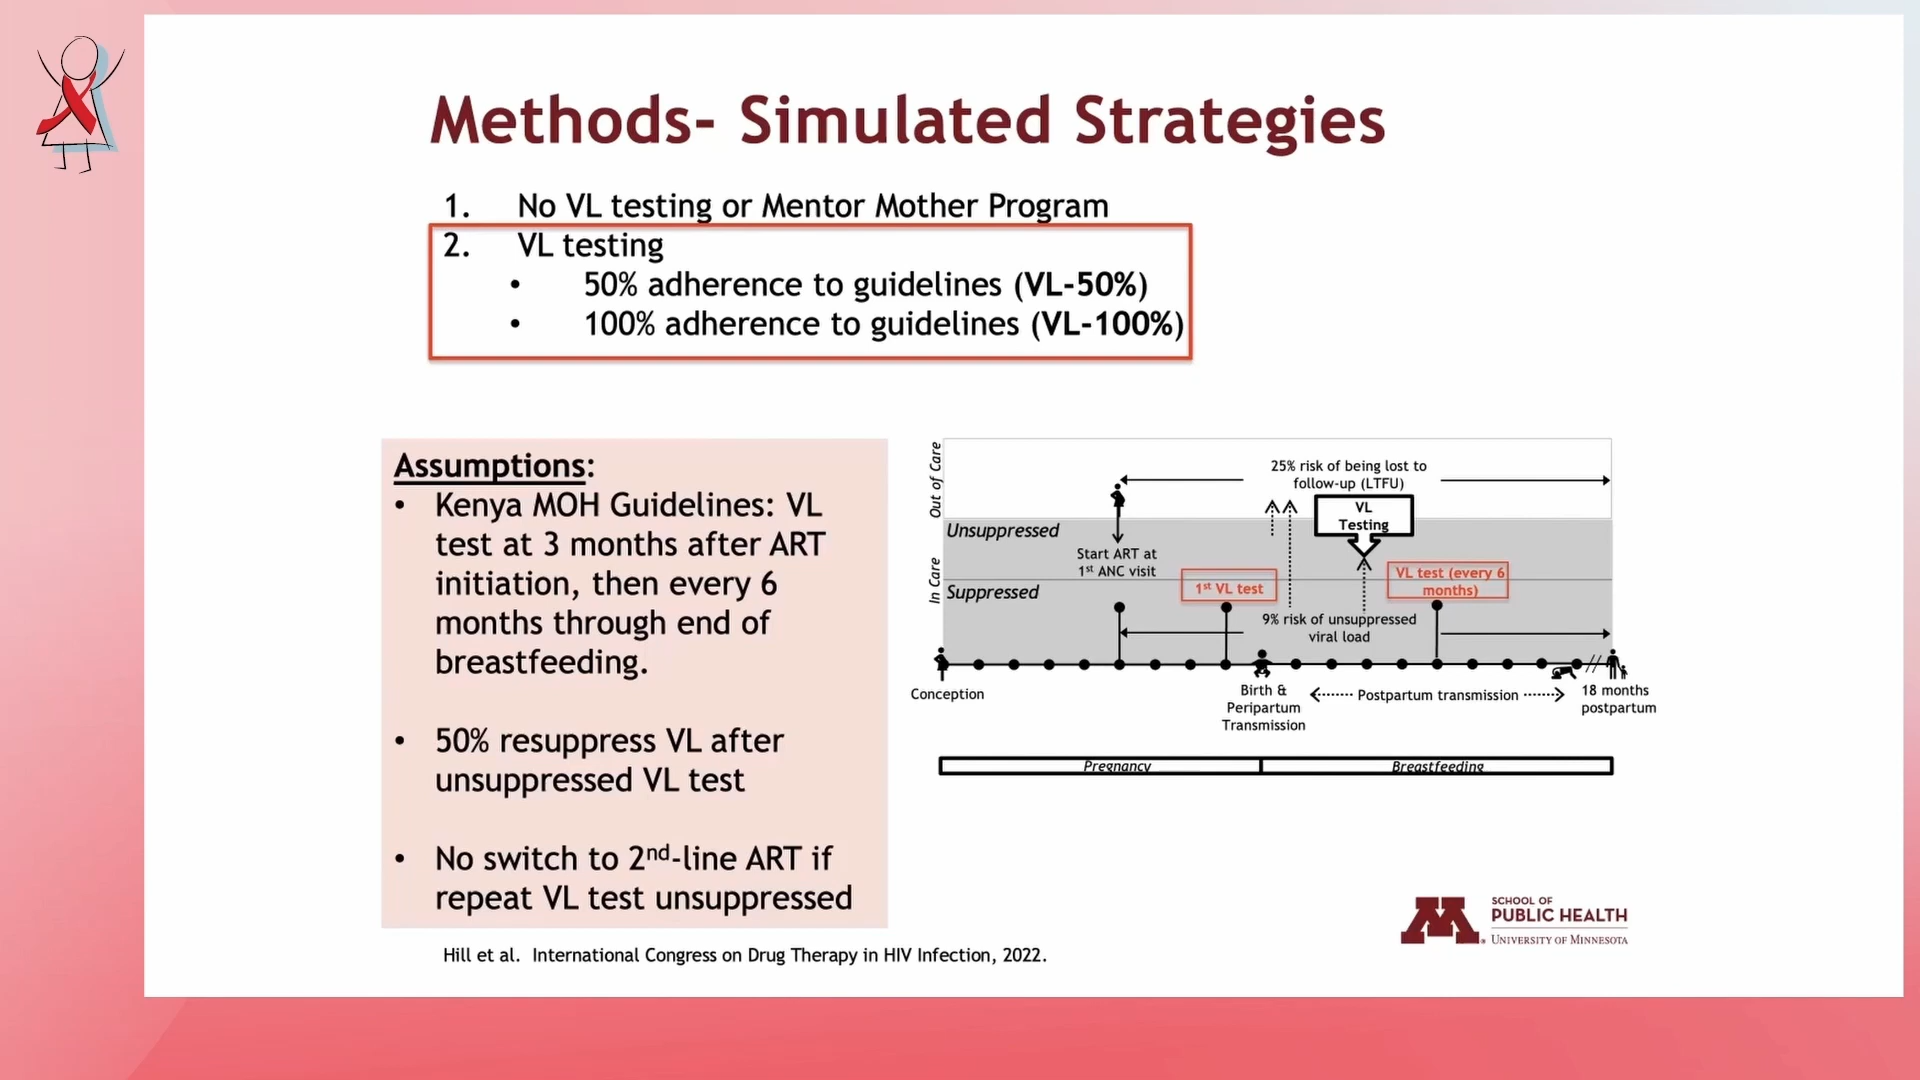 Methods- Simulated Strategies
1. No VL testing or Mentor Mother Program
2. VL testing
• 50% adherence to guidelines (VL-50%)
• 100% adherence to guidelines (VL-100%)
Assumptions:
• Kenya MOH Guidelines: VL
test at 3 months after ART
initiation, then every 6
months through end of
breastfeeding.
• 50% resuppress VL after
unsuppressed VL test
• No switch to 2nd-line ART if
repeat VL test unsuppressed
Out of Care
In Care
25% risk of being lost to
follow-up (LTFU)
VL
Testing
Unsuppressed
Start ART at
1st ANC visit
Suppressed
1st VL test
VL test (every 6
months)
9% risk of unsuppressed
viral load
Conception
Birth &
Peripartum
Transmission
Postpartum transmission
18 months
postpartum
Pregnancy
Breastfeeding
Hill et al. International Congress on Drug Therapy in HIV Infection, 2022.
M
SCHOOL OF
PUBLIC HEALTH
UNIVERSITY OF MINNESOTA